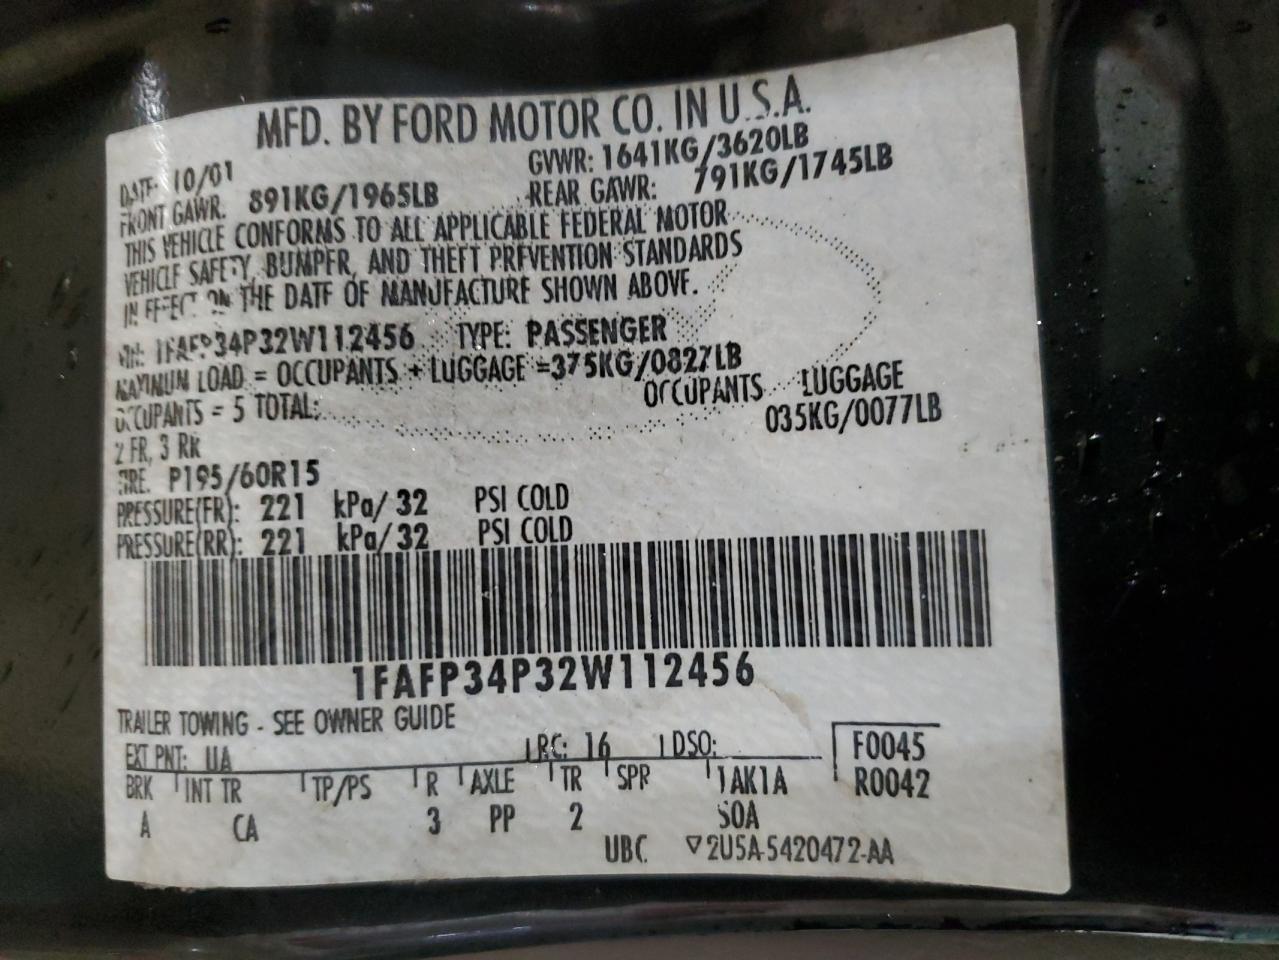 MFD. BY FORD MOTOR CO. IN U.S.A.
DATE: 10/01 GVWR: 1641KG/3620LB
FRONT GAWR: 891KG/1965LB REAR GAWR: 791KG/1745LB
THIS VEHICLE CONFORMS TO ALL APPLICABLE FEDERAL MOTOR
VEHICLE SAFETY, BUMPER, AND THEFT PREVENTION STANDARDS
IN EFFECT ON THE DATE OF MANUFACTURE SHOWN ABOVE.
VIN: 1FAFP34P32W112456 TYPE: PASSENGER
MAXIMUM LOAD = OCCUPANTS + LUGGAGE =375KG/0827LB
OCCUPANTS = 5 TOTAL: OCCUPANTS LUGGAGE
2 FR, 3 RR 035KG/0077LB
TIRE: P195/60R15
PRESSURE(FR): 221 kPa/ 32 PSI COLD
PRESSURE(RR): 221 kPa/ 32 PSI COLD
1FAFP34P32W112456
TRAILER TOWING - SEE OWNER GUIDE
EXT PNT: UA RC: 16 DSO: F0045
BRK INT TR TP/PS R AXLE TR SPR 1AK1A R0042
A CA 3 PP 2 SOA
UBC ▽2U5A-5420472-AA